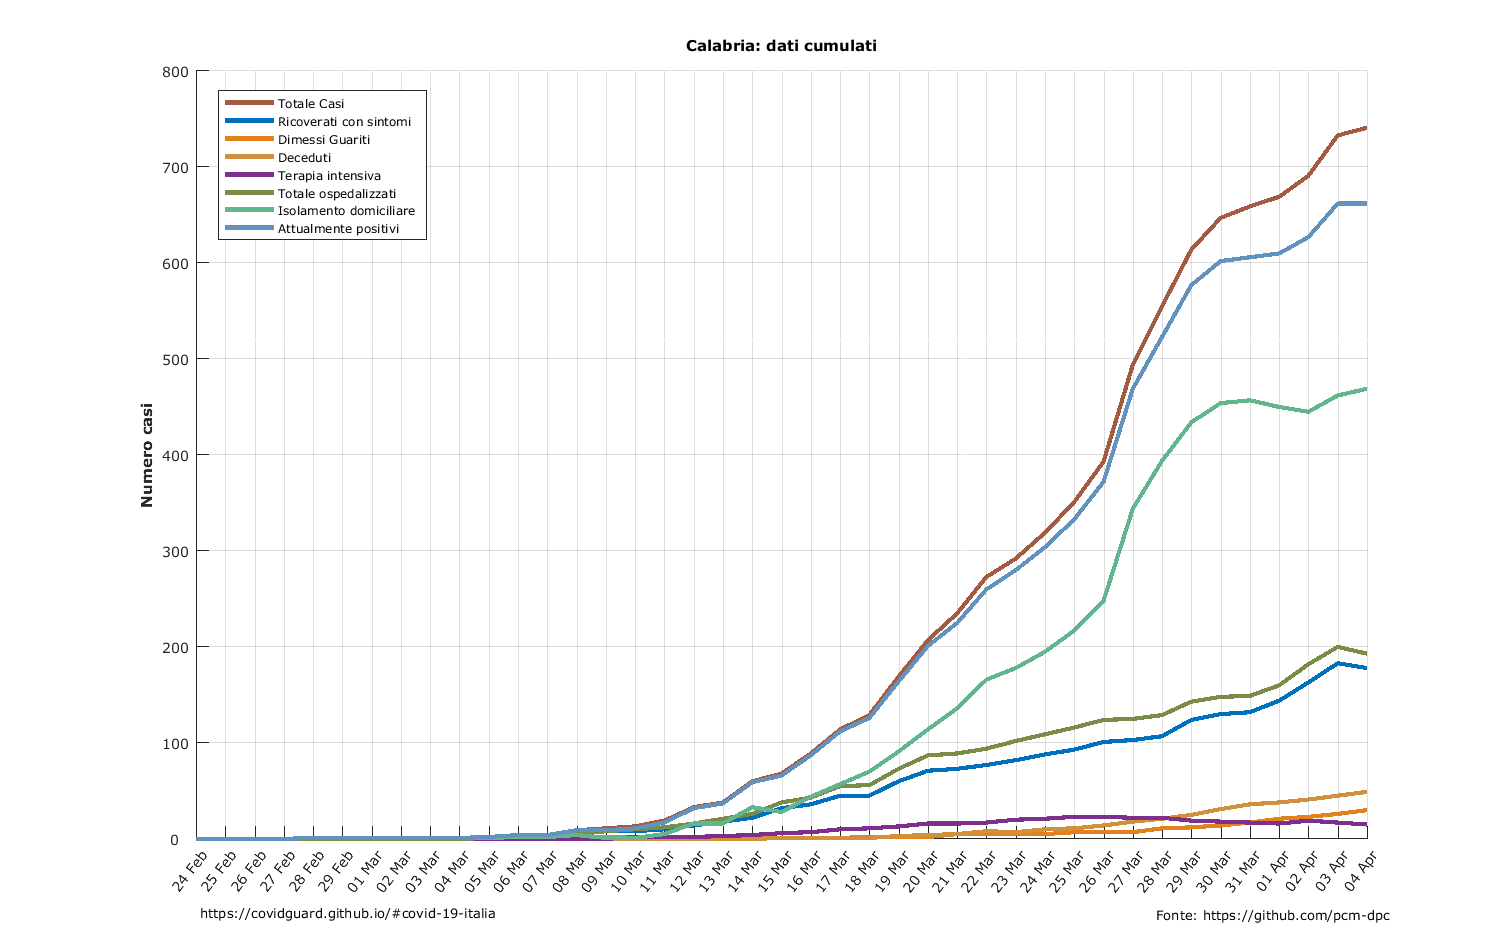 Calabria: dati cumulati
800
700
600
500
400
300
200
100
0
Numero casi
Totale Casi
Ricoverati con sintomi
Dimessi Guariti
Deceduti
Terapia intensiva
Totale ospedalizzati
Isolamento domiciliare
Attualmente positivi
24 Feb
25 Feb
26 Feb
27 Feb
28 Feb
29 Feb
01 Mar
02 Mar
03 Mar
04 Mar
05 Mar
06 Mar
07 Mar
08 Mar
09 Mar
10 Mar
11 Mar
12 Mar
13 Mar
14 Mar
15 Mar
16 Mar
17 Mar
18 Mar
19 Mar
20 Mar
21 Mar
22 Mar
23 Mar
24 Mar
25 Mar
26 Mar
27 Mar
28 Mar
29 Mar
30 Mar
31 Mar
01 Apr
02 Apr
03 Apr
04 Apr
https://covidguard.github.io/#covid-19-italia
Fonte: https://github.com/pcm-dpc